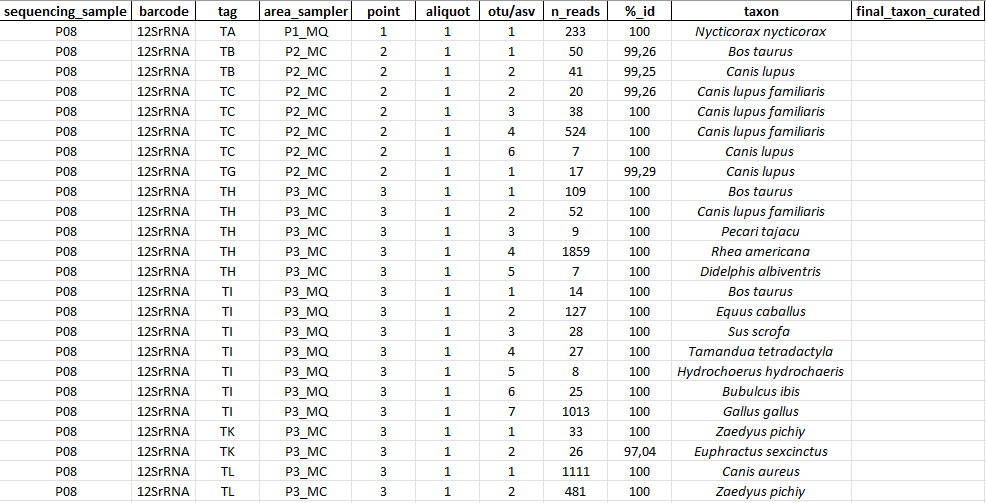 sequencing_sample barcode tag area_sampler point aliquot otu/asv n_reads %_id taxon final_taxon_curated
P08 12SrRNA TA P1_MQ 1 1 1 233 100 Nycticorax nycticorax
P08 12SrRNA TB P2_MC 2 1 1 50 99,26 Bos taurus
P08 12SrRNA TB P2_MC 2 1 2 41 99,25 Canis lupus
P08 12SrRNA TC P2_MC 2 1 2 20 99,26 Canis lupus familiaris
P08 12SrRNA TC P2_MC 2 1 3 38 100 Canis lupus familiaris
P08 12SrRNA TC P2_MC 2 1 4 524 100 Canis lupus familiaris
P08 12SrRNA TC P2_MC 2 1 6 7 100 Canis lupus
P08 12SrRNA TG P2_MC 2 1 1 17 99,29 Canis lupus
P08 12SrRNA TH P3_MC 3 1 1 109 100 Bos taurus
P08 12SrRNA TH P3_MC 3 1 2 52 100 Canis lupus familiaris
P08 12SrRNA TH P3_MC 3 1 3 9 100 Pecari tajacu
P08 12SrRNA TH P3_MC 3 1 4 1859 100 Rhea americana
P08 12SrRNA TH P3_MC 3 1 5 7 100 Didelphis albiventris
P08 12SrRNA TI P3_MQ 3 1 1 14 100 Bos taurus
P08 12SrRNA TI P3_MQ 3 1 2 127 100 Equus caballus
P08 12SrRNA TI P3_MQ 3 1 3 28 100 Sus scrofa
P08 12SrRNA TI P3_MQ 3 1 4 27 100 Tamandua tetradactyla
P08 12SrRNA TI P3_MQ 3 1 5 8 100 Hydrochoerus hydrochaeris
P08 12SrRNA TI P3_MQ 3 1 6 25 100 Bubulcus ibis
P08 12SrRNA TI P3_MQ 3 1 7 1013 100 Gallus gallus
P08 12SrRNA TK P3_MC 3 1 1 33 100 Zaedyus pichiy
P08 12SrRNA TK P3_MC 3 1 2 26 97,04 Euphractus sexcinctus
P08 12SrRNA TL P3_MC 3 1 1 1111 100 Canis aureus
P08 12SrRNA TL P3_MC 3 1 2 481 100 Zaedyus pichiy